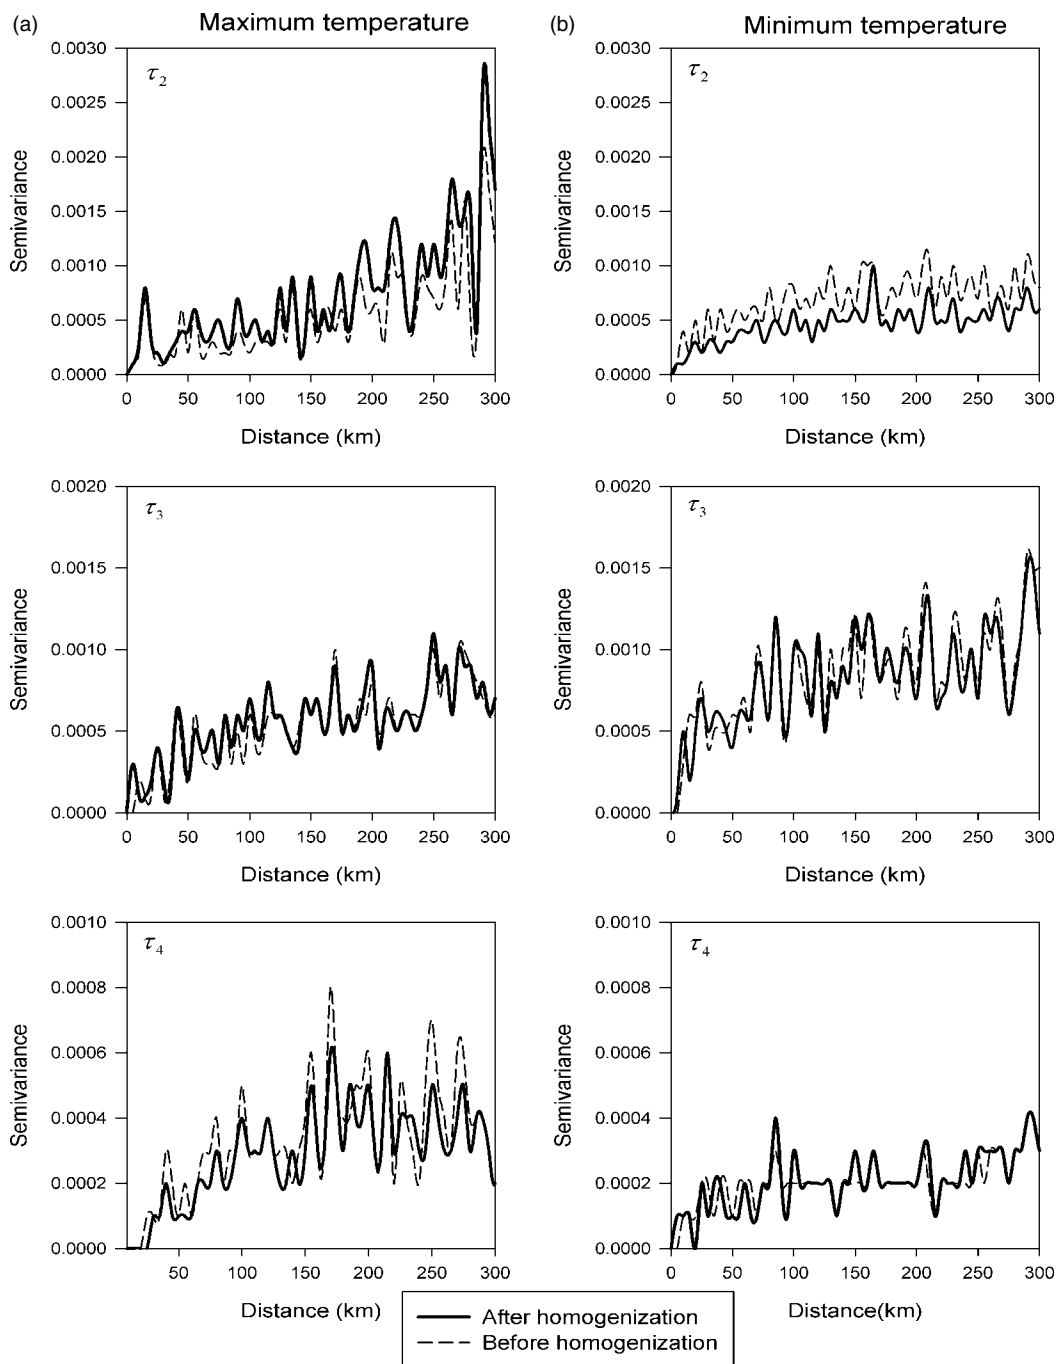 (a) Maximum temperature
(b) Minimum temperature
τ2
0.0030
0.0025
0.0020
0.0015
0.0010
0.0005
0.0000
Semivariance
0 50 100 150 200 250 300
Distance (km)
τ2
0.0030
0.0025
0.0020
0.0015
0.0010
0.0005
0.0000
Semivariance
0 50 100 150 200 250 300
Distance (km)
τ3
0.0020
0.0015
0.0010
0.0005
0.0000
Semivariance
0 50 100 150 200 250 300
Distance (km)
τ3
0.0020
0.0015
0.0010
0.0005
0.0000
Semivariance
0 50 100 150 200 250 300
Distance (km)
τ4
0.0010
0.0008
0.0006
0.0004
0.0002
0.0000
Semivariance
50 100 150 200 250 300
Distance (km)
τ4
0.0010
0.0008
0.0006
0.0004
0.0002
0.0000
Semivariance
0 50 100 150 200 250 300
Distance(km)
After homogenization
Before homogenization